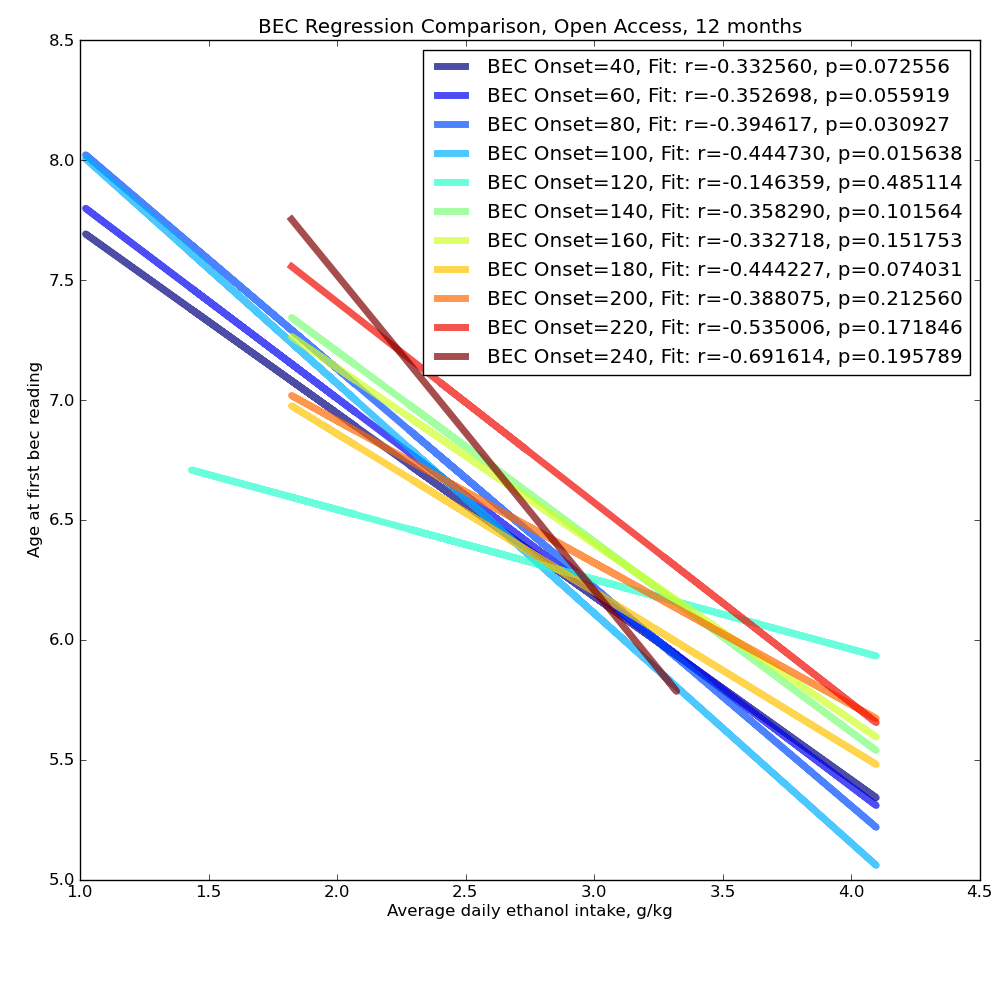 BEC Regression Comparison, Open Access, 12 months
8.5
8.0
7.5
7.0
6.5
6.0
5.5
5.0
Age at first bec reading
BEC Onset=40, Fit: r=-0.332560, p=0.072556
BEC Onset=60, Fit: r=-0.352698, p=0.055919
BEC Onset=80, Fit: r=-0.394617, p=0.030927
BEC Onset=100, Fit: r=-0.444730, p=0.015638
BEC Onset=120, Fit: r=-0.146359, p=0.485114
BEC Onset=140, Fit: r=-0.358290, p=0.101564
BEC Onset=160, Fit: r=-0.332718, p=0.151753
BEC Onset=180, Fit: r=-0.444227, p=0.074031
BEC Onset=200, Fit: r=-0.388075, p=0.212560
BEC Onset=220, Fit: r=-0.535006, p=0.171846
BEC Onset=240, Fit: r=-0.691614, p=0.195789
1.0 1.5 2.0 2.5 3.0 3.5 4.0 4.5
Average daily ethanol intake, g/kg